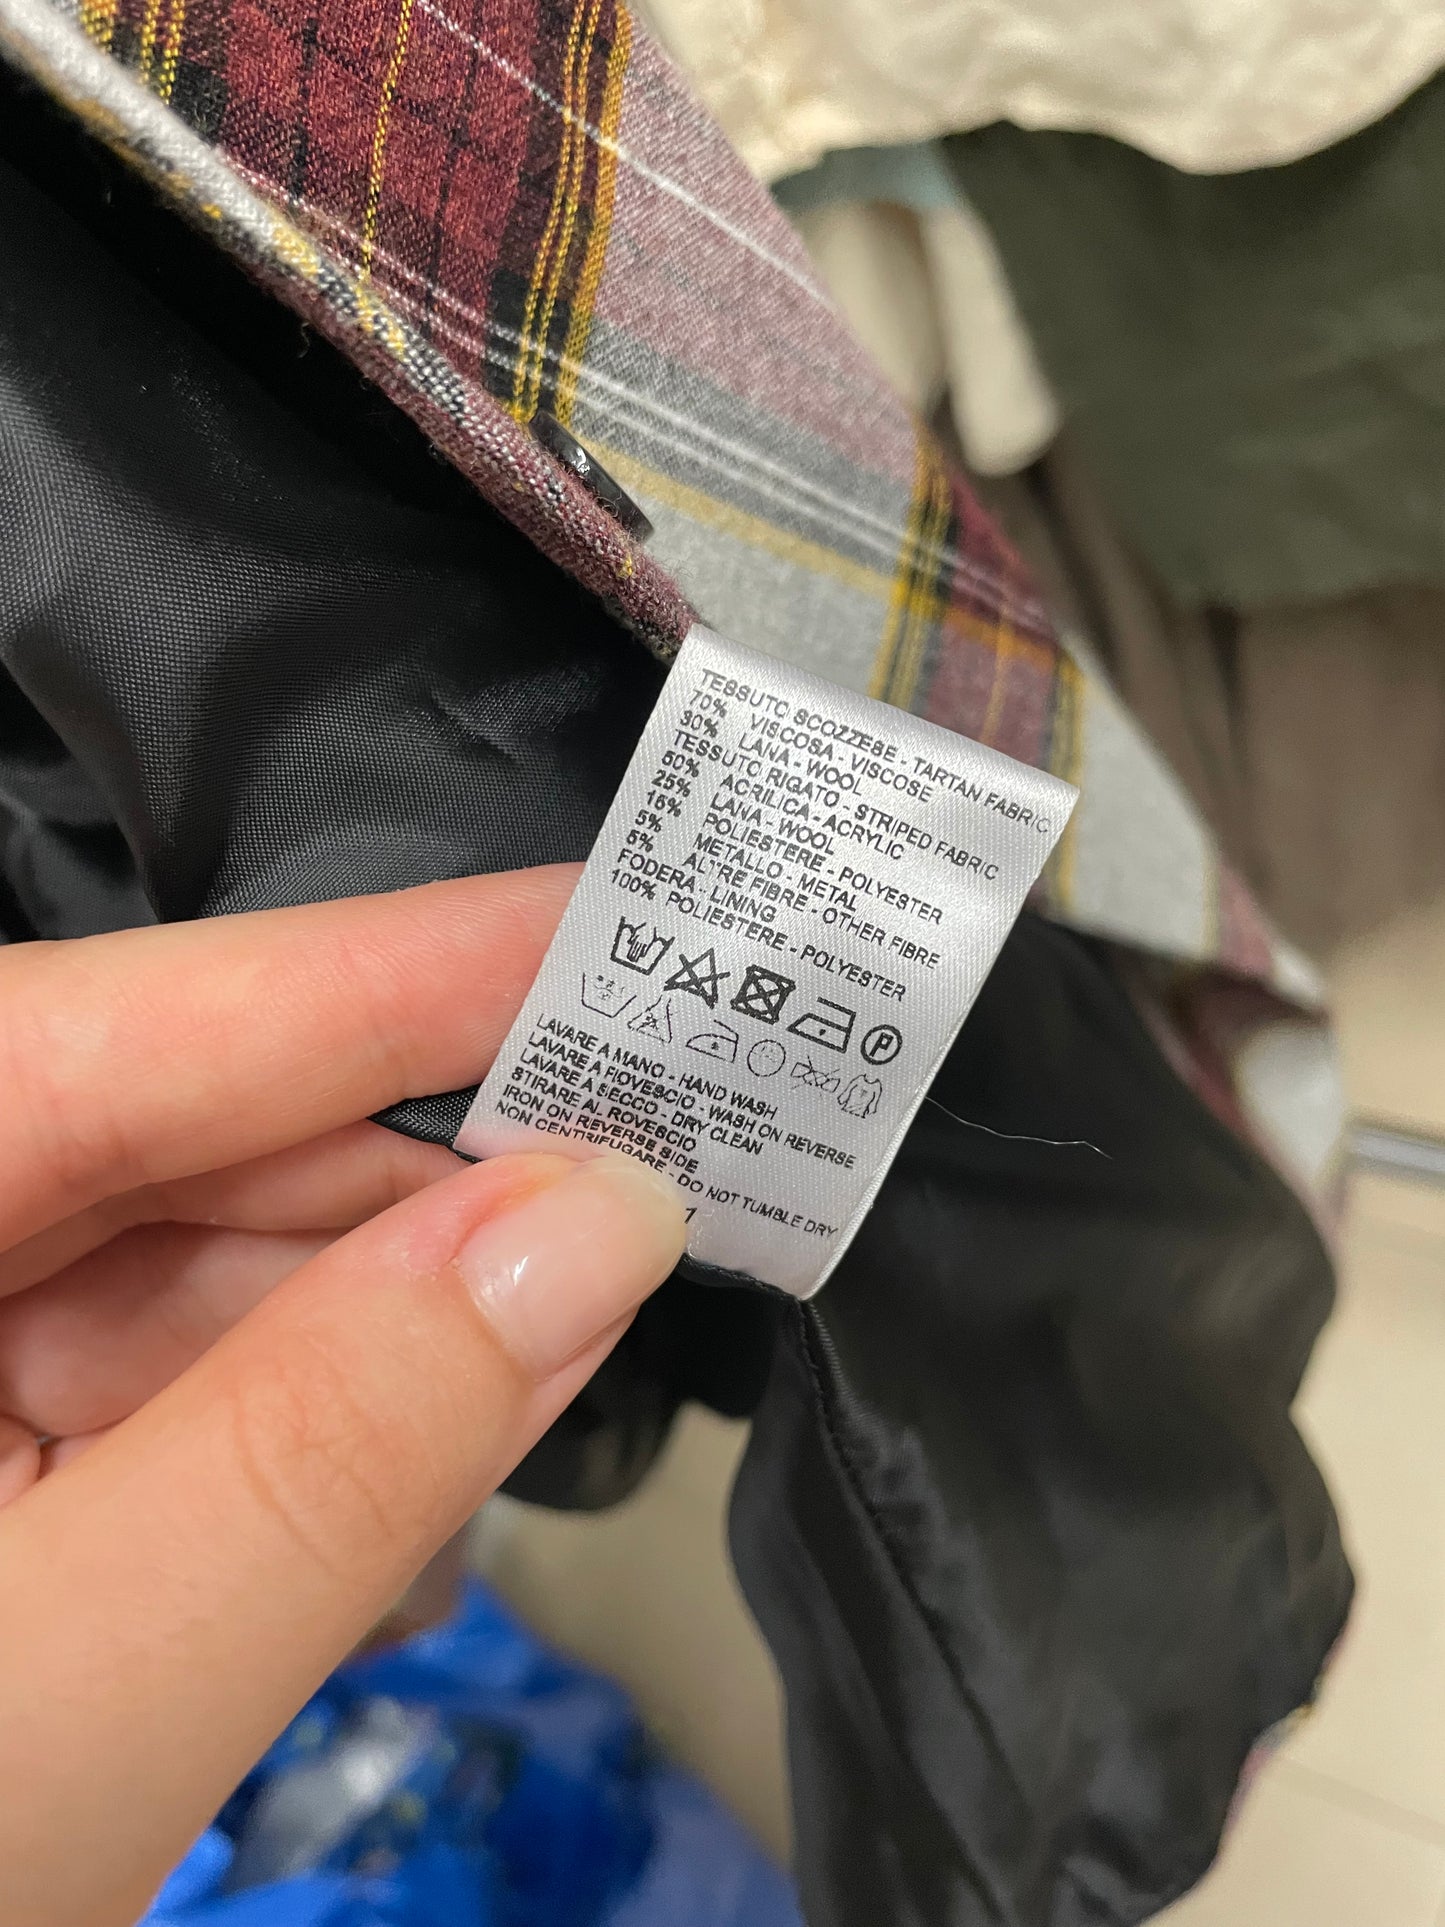 TESSUTO SCOZZESE - TARTAN FABRIC
70% VISCOSA - VISCOSE
30% LANA - WOOL
TESSUTO RIGATO - STRIPED FABRIC
50% ACRILICA - ACRYLIC
25% LANA - WOOL
15% POLIESTERE - POLYESTER
5% METALLO - METAL
5% ALTRE FIBRE - OTHER FIBRE
FODERA - LINING
100% POLIESTERE - POLYESTER
P
LAVARE A MANO - HAND WASH
LAVARE A ROVESCIO - WASH ON REVERSE
LAVARE A SECCO - DRY CLEAN
STIRARE AL ROVESCIO
IRON ON REVERSE SIDE
NON CENTRIFUGARE - DO NOT TUMBLE DRY
1